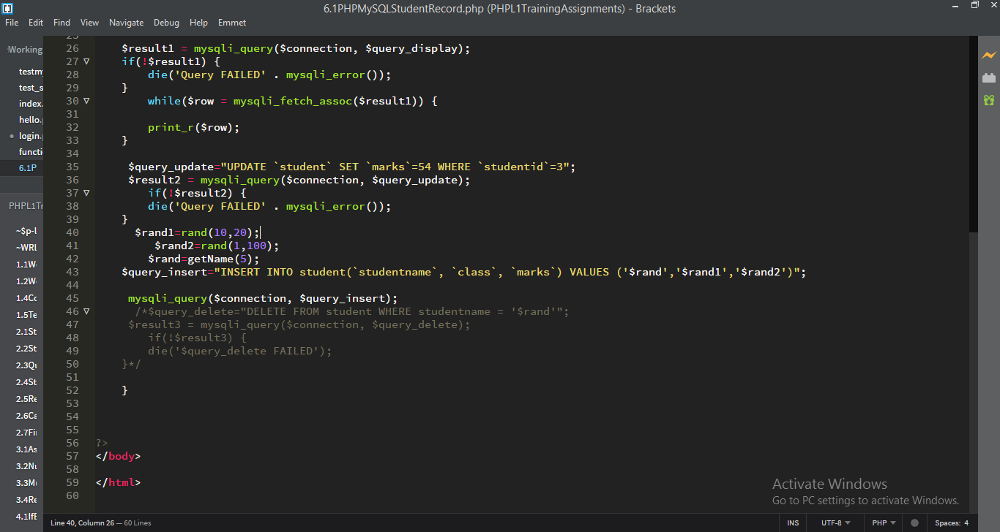 6.1PHPMySQLStudentRecord.php (PHPL1TrainingAssignments) - Brackets
File Edit Find View Navigate Debug Help Emmet
Working
testmy
test_s
index.
hello.
login.
functi
6.1P
PHPL1Tr
~$p-l
~WRL
1.1W
1.2W
1.4Cc
1.5Te
2.1St
2.2St
2.3Qu
2.4St
2.5Re
2.6Ca
2.7Fi
3.1As
3.2Nu
3.3Mu
3.4Re
4.1IfE
25
26 $result1 = mysqli_query($connection, $query_display);
27 if(!$result1) {
28 die('Query FAILED' . mysqli_error());
29 }
30 while($row = mysqli_fetch_assoc($result1)) {
31
32 print_r($row);
33 }
34
35 $query_update="UPDATE `student` SET `marks`=54 WHERE `studentid`=3";
36 $result2 = mysqli_query($connection, $query_update);
37 if(!$result2) {
38 die('Query FAILED' . mysqli_error());
39 }
40 $rand1=rand(10,20);
41 $rand2=rand(1,100);
42 $rand=getName(5);
43 $query_insert="INSERT INTO student(`studentname`, `class`, `marks`) VALUES ('$rand','$rand1','$rand2')";
44
45 mysqli_query($connection, $query_insert);
46 /*$query_delete="DELETE FROM student WHERE studentname = '$rand'";
47 $result3 = mysqli_query($connection, $query_delete);
48 if(!$result3) {
49 die('$query_delete FAILED');
50 }*/
51
52 }
53
54
55
56 ?>
57 </body>
58
59 </html>
60
Activate Windows
Go to PC settings to activate Windows.
Line 40, Column 26 — 60 Lines
INS UTF-8 PHP Spaces: 4